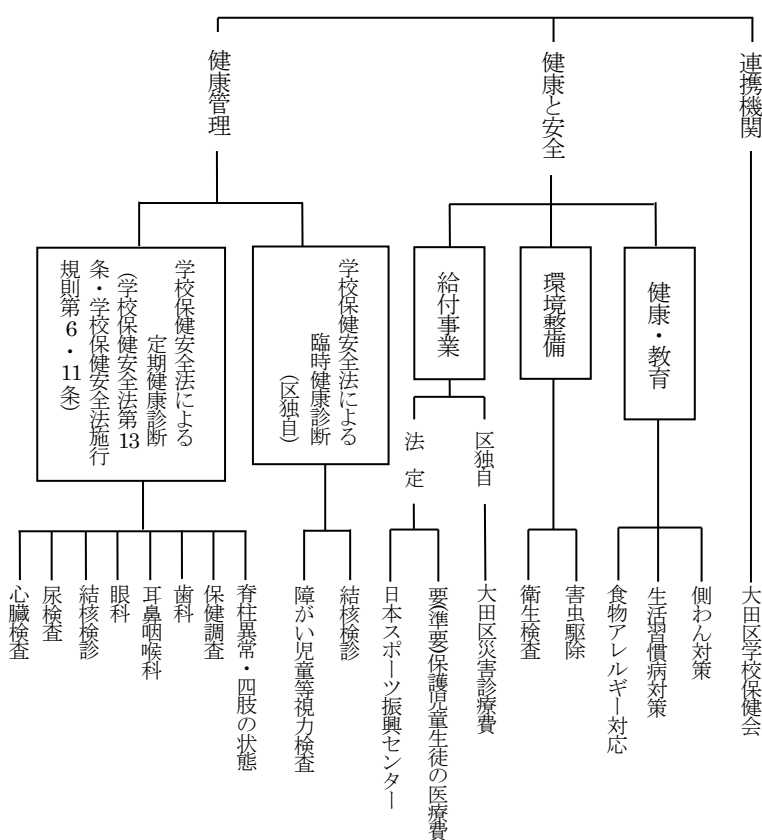 連携機関
健康と安全
健康管理
健康・教育
環境整備
給付事業
学校保健安全法による
臨時健康診断
(区独自)
学校保健安全法による
定期健康診断
(学校保健安全法第13
条・学校保健安全法施行
規則第6・11条)
区独自
法定
大田区学校保健会
側わん対策
生活習慣病対策
食物アレルギー対応
害虫駆除
衛生検査
大田区災害診療費
要(準要)保護児童生徒の医療費
日本スポーツ振興センター
結核検診
障がい児童等視力検査
脊柱異常・四肢の状態
保健調査
歯科
耳鼻咽喉科
眼科
結核検診
尿検査
心臓検査